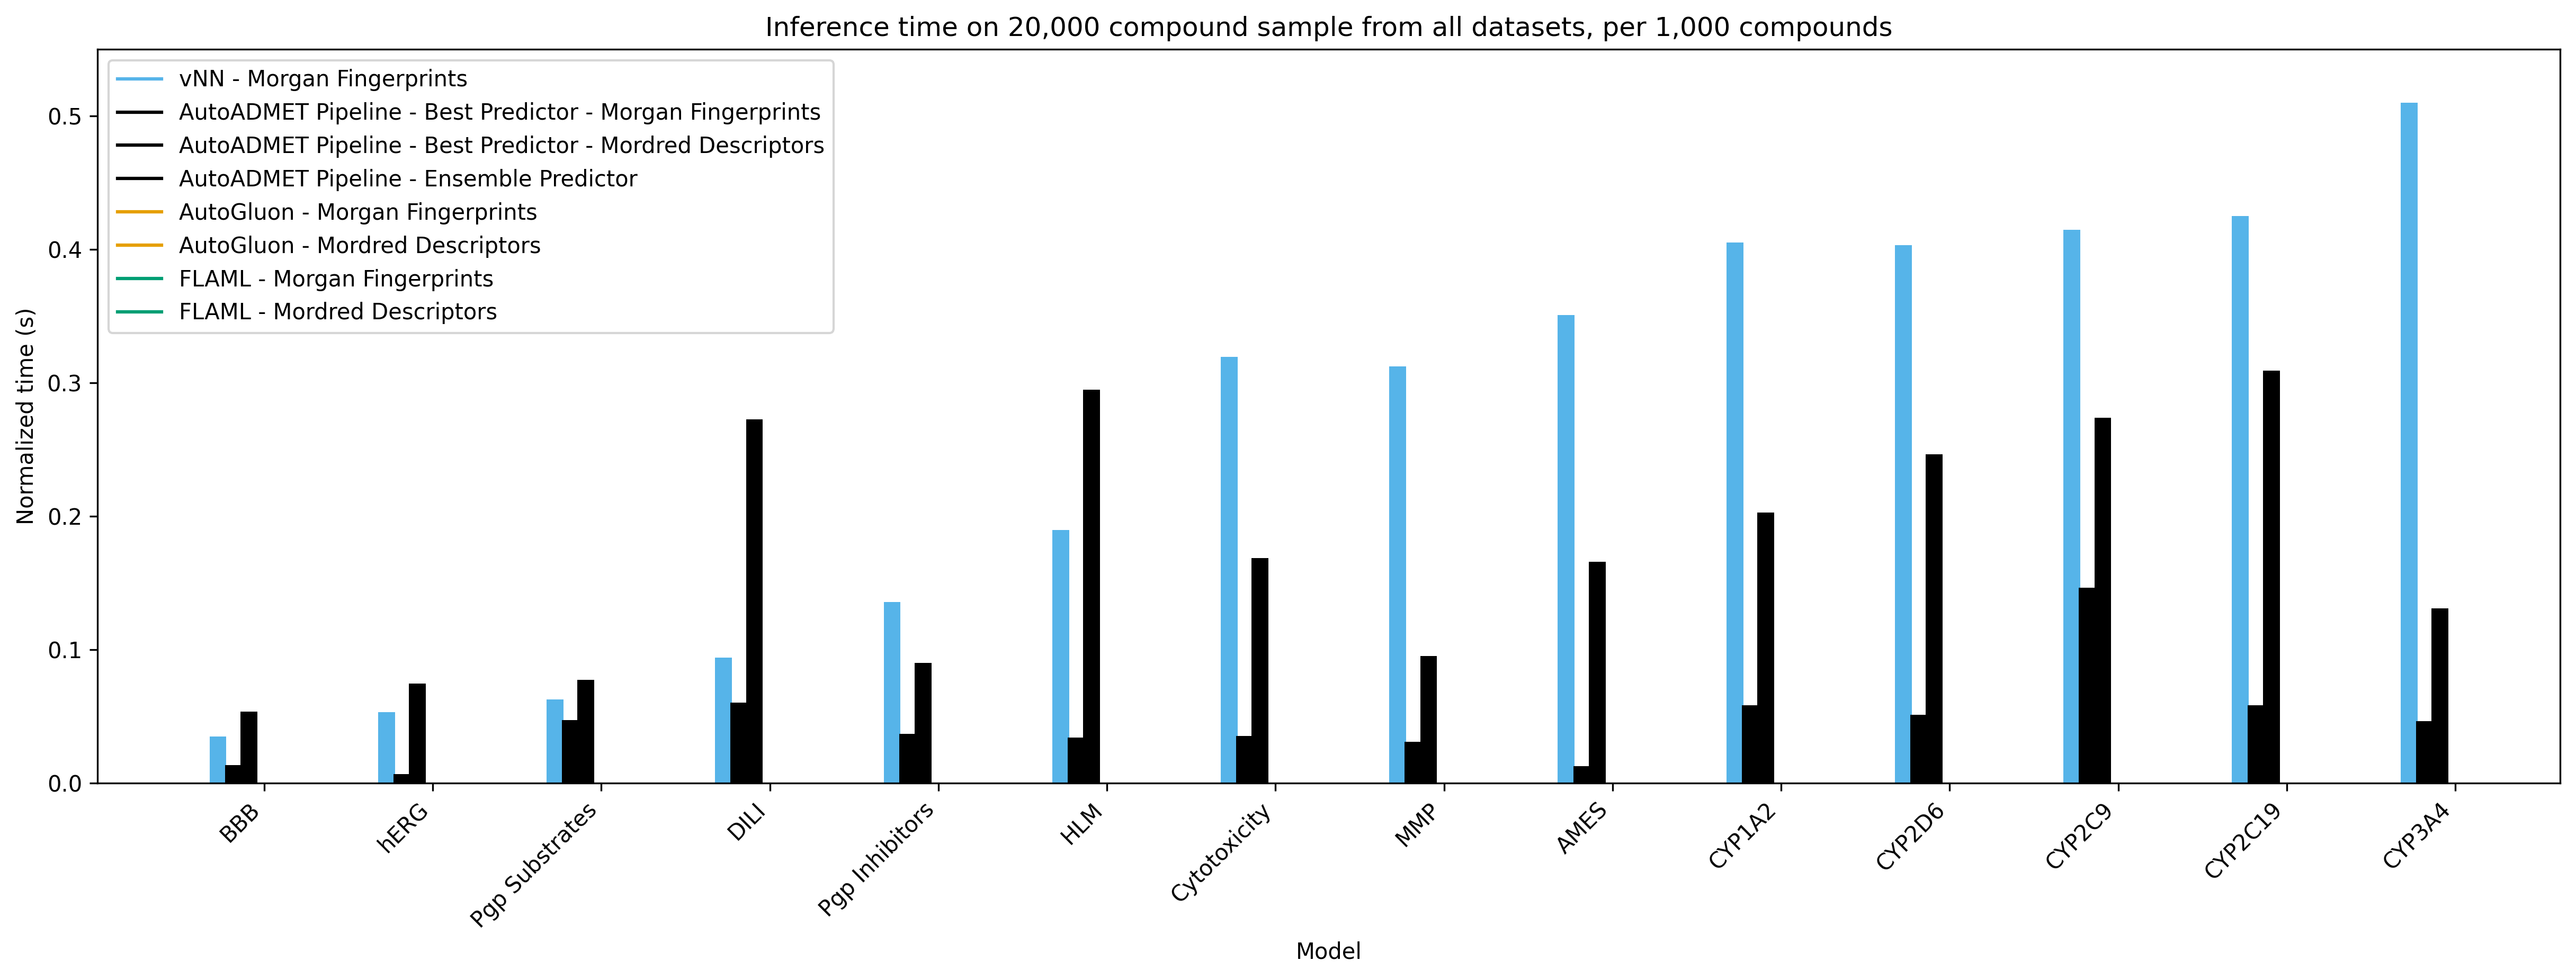 Inference time on 20,000 compound sample from all datasets, per 1,000 compounds
vNN - Morgan Fingerprints
AutoADMET Pipeline - Best Predictor - Morgan Fingerprints
AutoADMET Pipeline - Best Predictor - Mordred Descriptors
AutoADMET Pipeline - Ensemble Predictor
AutoGluon - Morgan Fingerprints
AutoGluon - Mordred Descriptors
FLAML - Morgan Fingerprints
FLAML - Mordred Descriptors
Normalized time (s)
0.5
0.4
0.3
0.2
0.1
0.0
BBB
hERG
Pgp Substrates
DILI
Pgp Inhibitors
HLM
Cytotoxicity
MMP
AMES
CYP1A2
CYP2D6
CYP2C9
CYP2C19
CYP3A4
Model